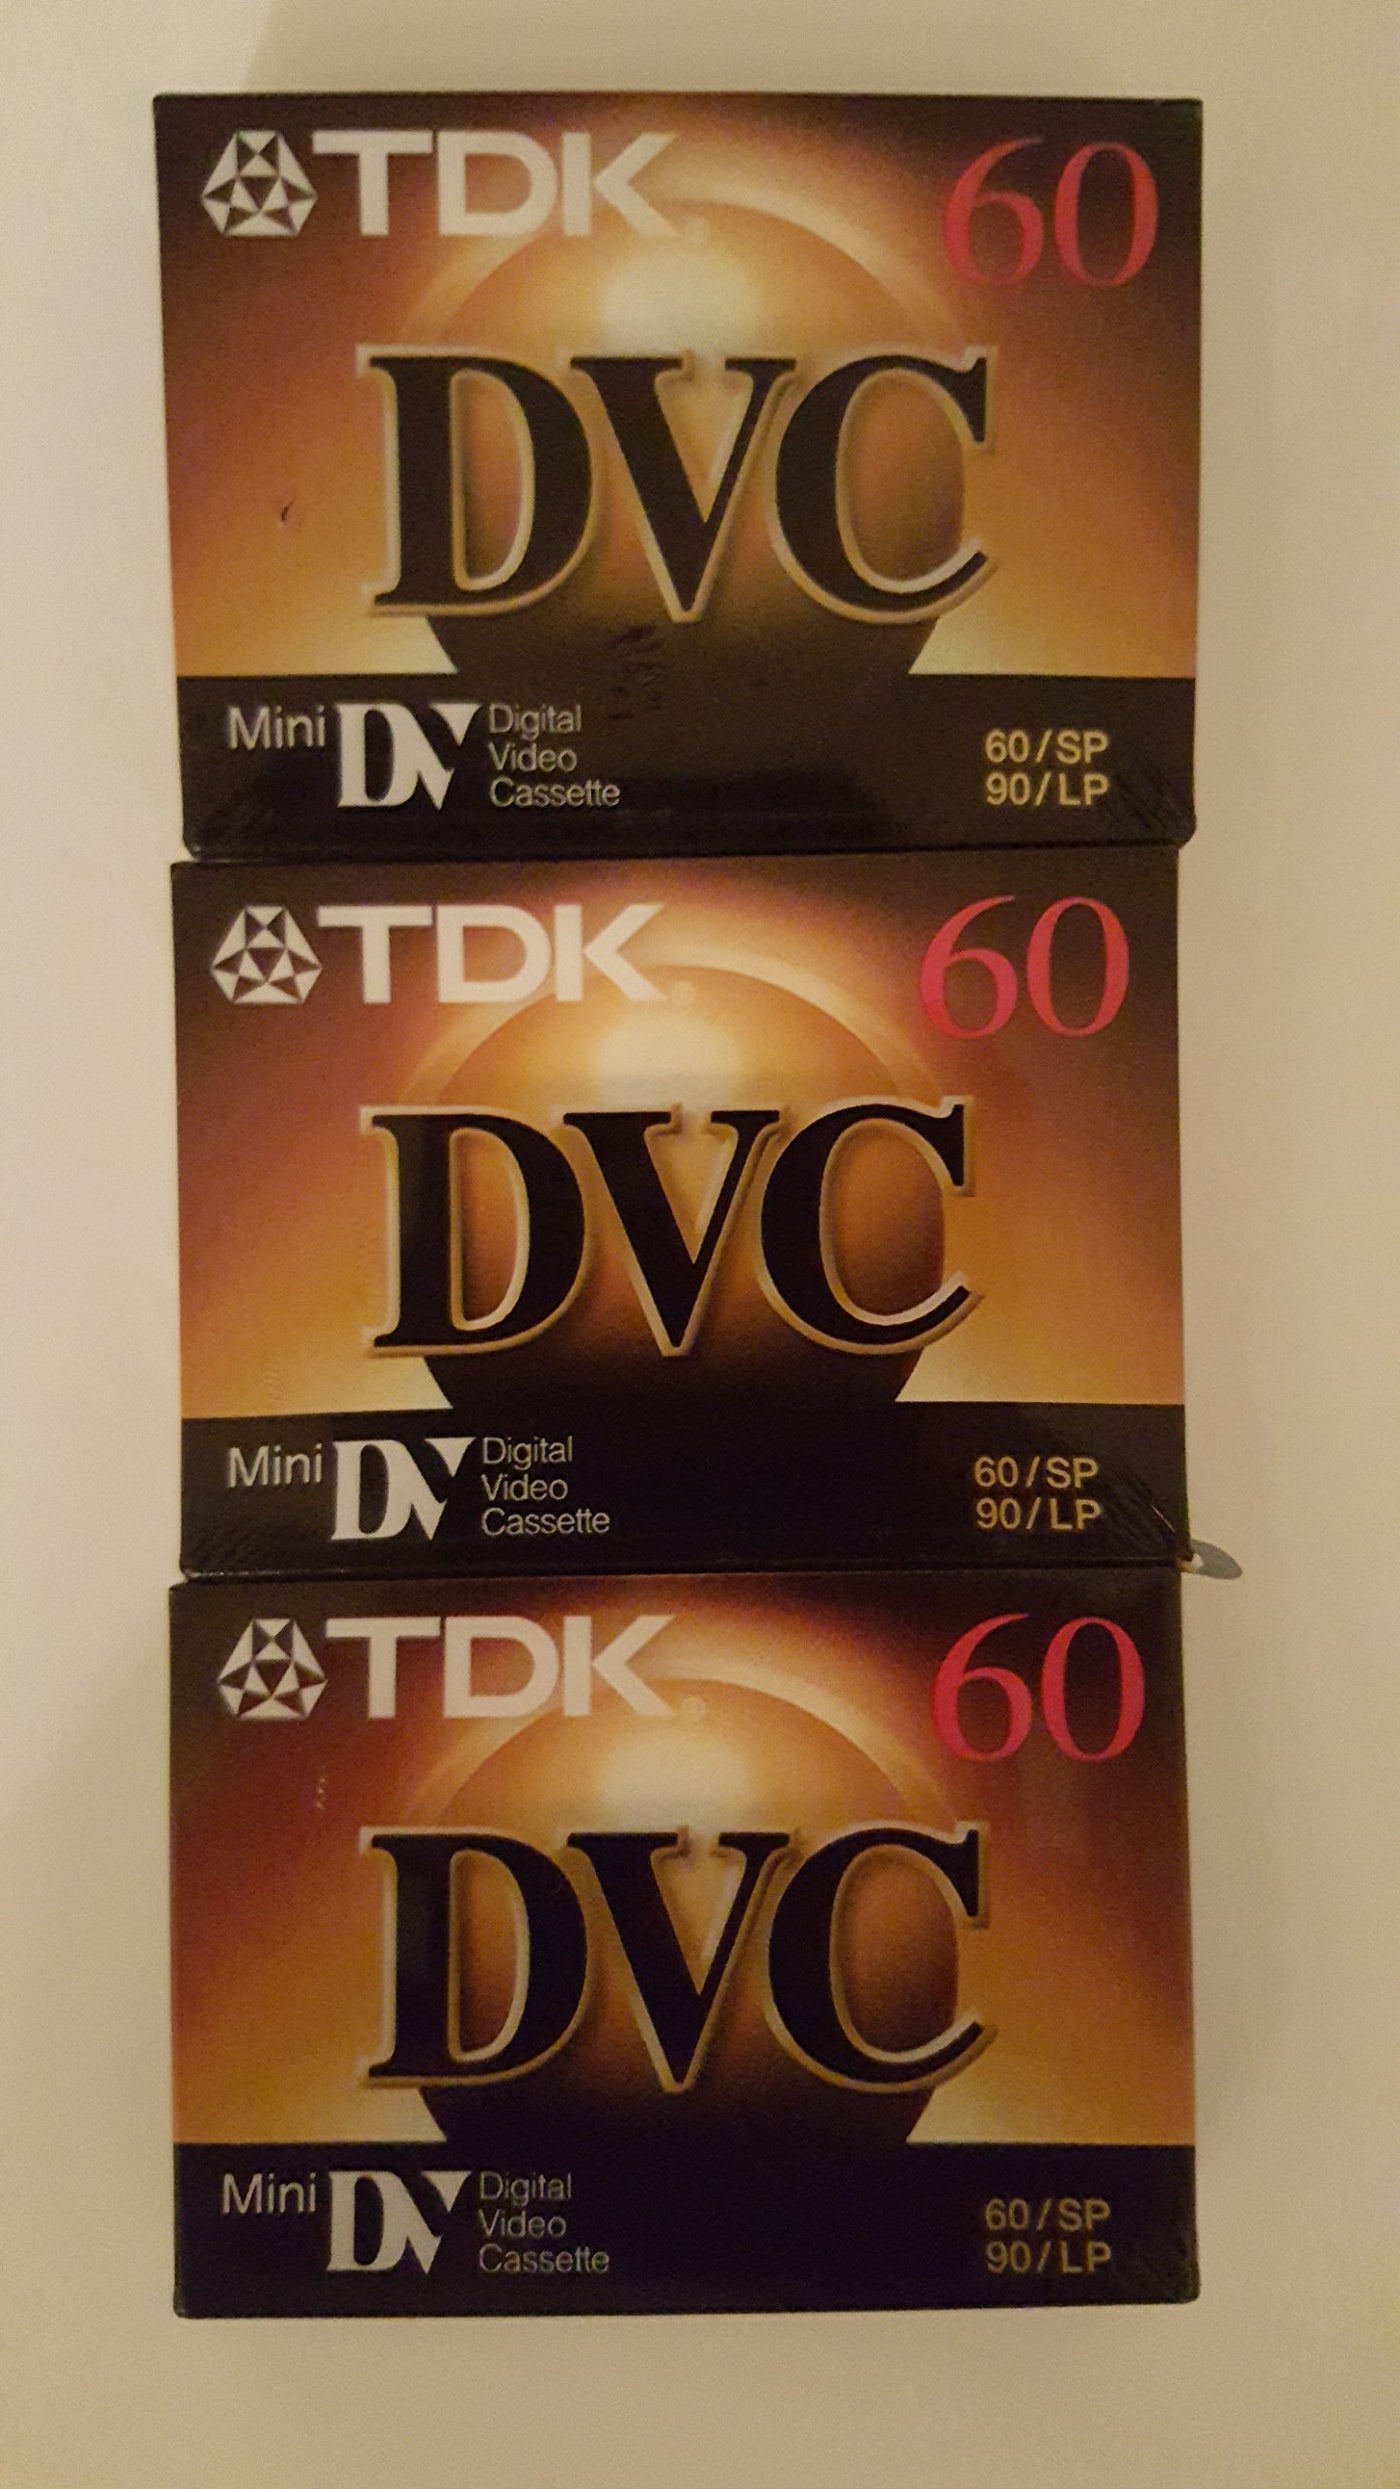 TDK 60
DVC
Mini DV Digital
Video
Cassette
60/SP
90/LP
TDK® 60
DVC
Mini DV Digital
Video
Cassette
60/SP
90/LP
TDK® 60
DVC
Mini DV Digital
Video
Cassette
60/SP
90/LP